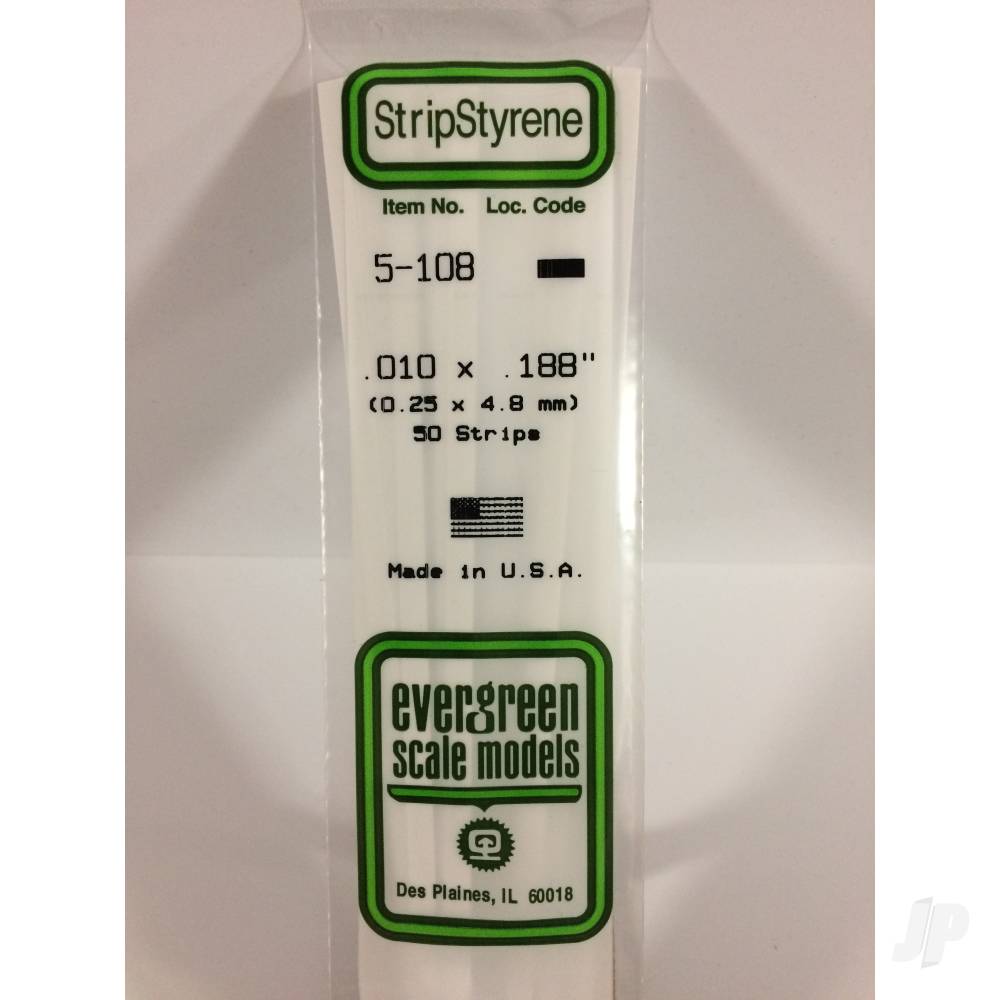 StripStyrene
Item No. Loc. Code
5-108
.010 x .188"
(0.25 x 4.8 mm)
50 Strips
Made in U.S.A.
evergreen
scale models
Des Plaines, IL 60018
JP